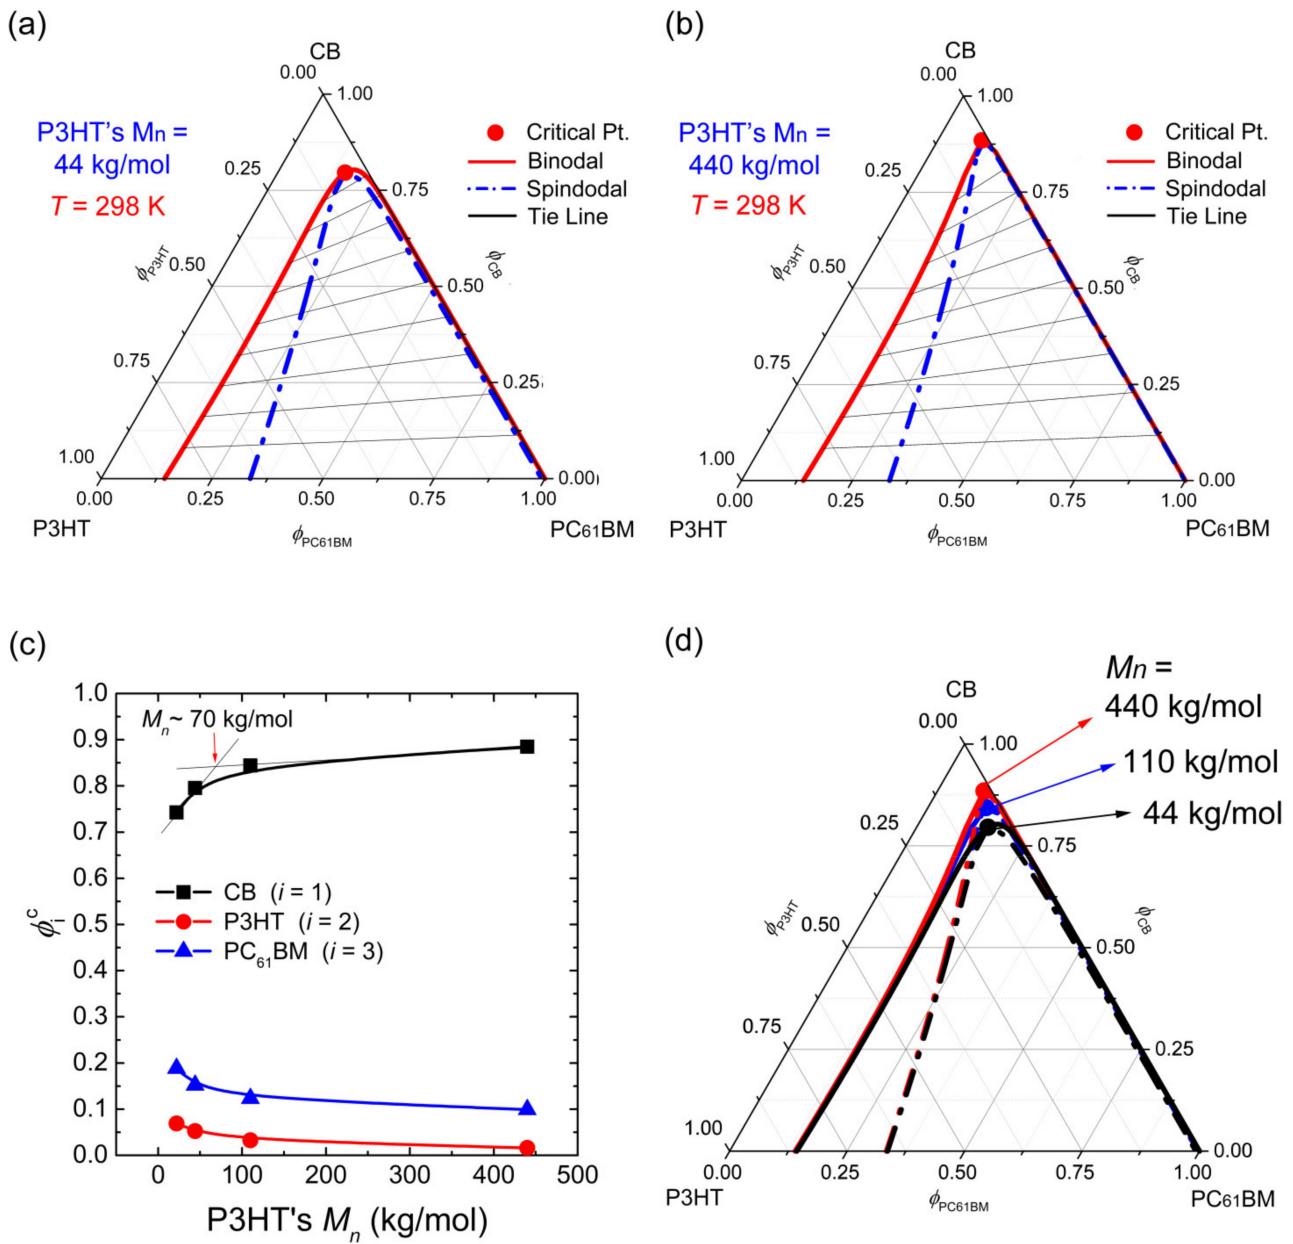 (a)
CB
0.00
1.00
P3HT's Mn =
44 kg/mol
T = 298 K
Critical Pt.
Binodal
Spindodal
Tie Line
0.25
0.75
ϕP3HT
0.50
ϕCB
0.50
0.75
0.25
1.00
0.00
0.00
0.25
0.50
0.75
1.00
P3HT
ϕPC61BM
PC61BM
(b)
CB
0.00
1.00
P3HT's Mn =
440 kg/mol
T = 298 K
Critical Pt.
Binodal
Spindodal
Tie Line
0.25
0.75
ϕP3HT
0.50
ϕCB
0.50
0.75
0.25
1.00
0.00
0.00
0.25
0.50
0.75
1.00
P3HT
ϕPC61BM
PC61BM
(c)
1.0
0.9
0.8
0.7
0.6
0.5
0.4
0.3
0.2
0.1
0.0
ϕᵢᶜ
Mn~ 70 kg/mol
CB (i = 1)
P3HT (i = 2)
PC61BM (i = 3)
0
100
200
300
400
500
P3HT's Mn (kg/mol)
(d)
Mn =
440 kg/mol
110 kg/mol
44 kg/mol
CB
0.00
1.00
0.25
0.75
ϕP3HT
0.50
ϕCB
0.50
0.75
0.25
1.00
0.00
0.00
0.25
0.50
0.75
1.00
P3HT
ϕPC61BM
PC61BM